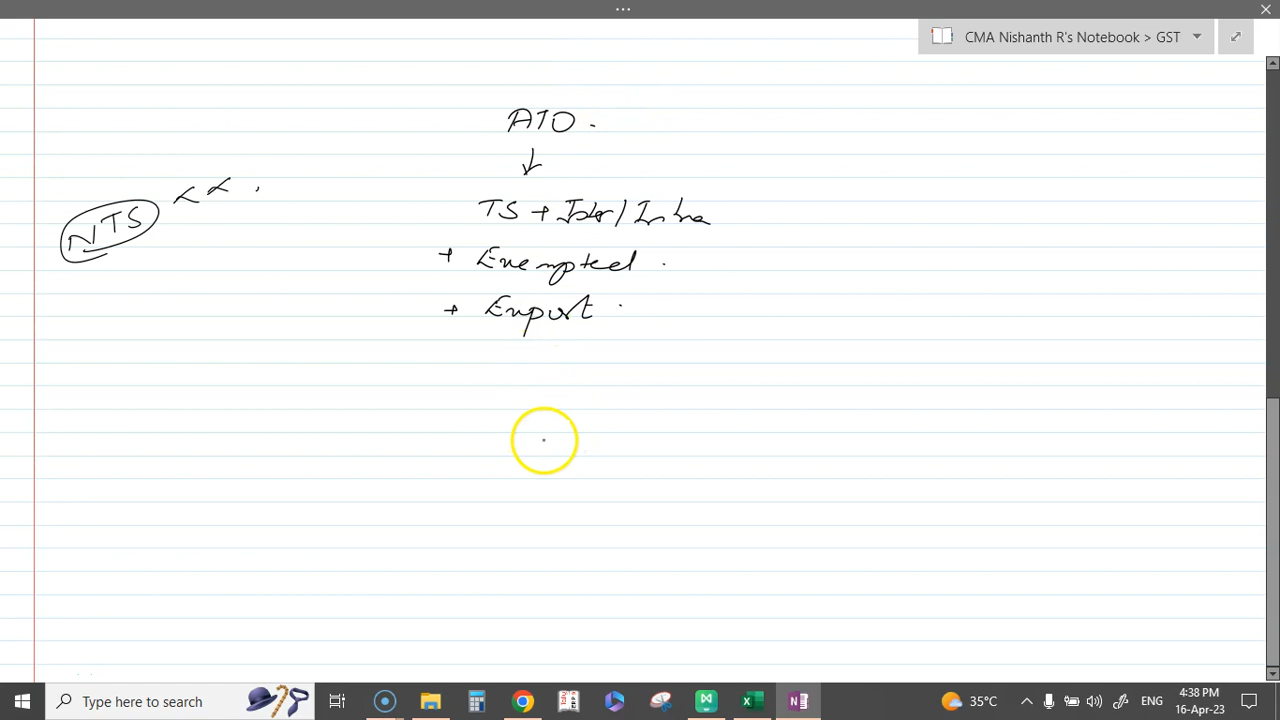 ...
CMA Nishanth R's Notebook > GST
ATO.
↓
NTS
TS + Inter/Intra
+ Exempted.
+ Export.
Type here to search
35°C
ENG
4:38 PM
16-Apr-23